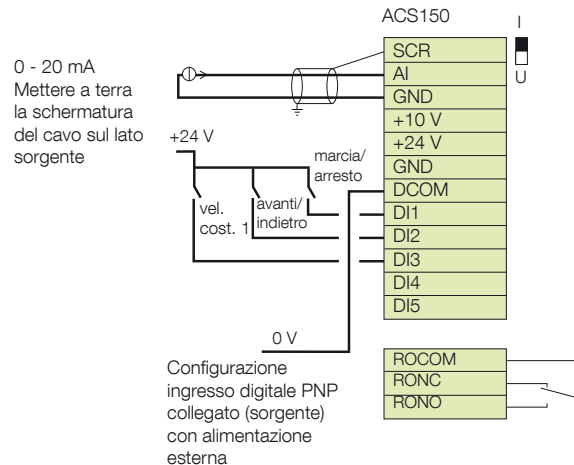 ACS150
I
U
0 - 20 mA
Mettere a terra
la schermatura
del cavo sul lato
sorgente
SCR
AI
GND
+10 V
+24 V
GND
DCOM
DI1
DI2
DI3
DI4
DI5
+24 V
marcia/
arresto
avanti/
indietro
vel.
cost. 1
0 V
Configurazione
ingresso digitale PNP
collegato (sorgente)
con alimentazione
esterna
ROCOM
RONC
RONO